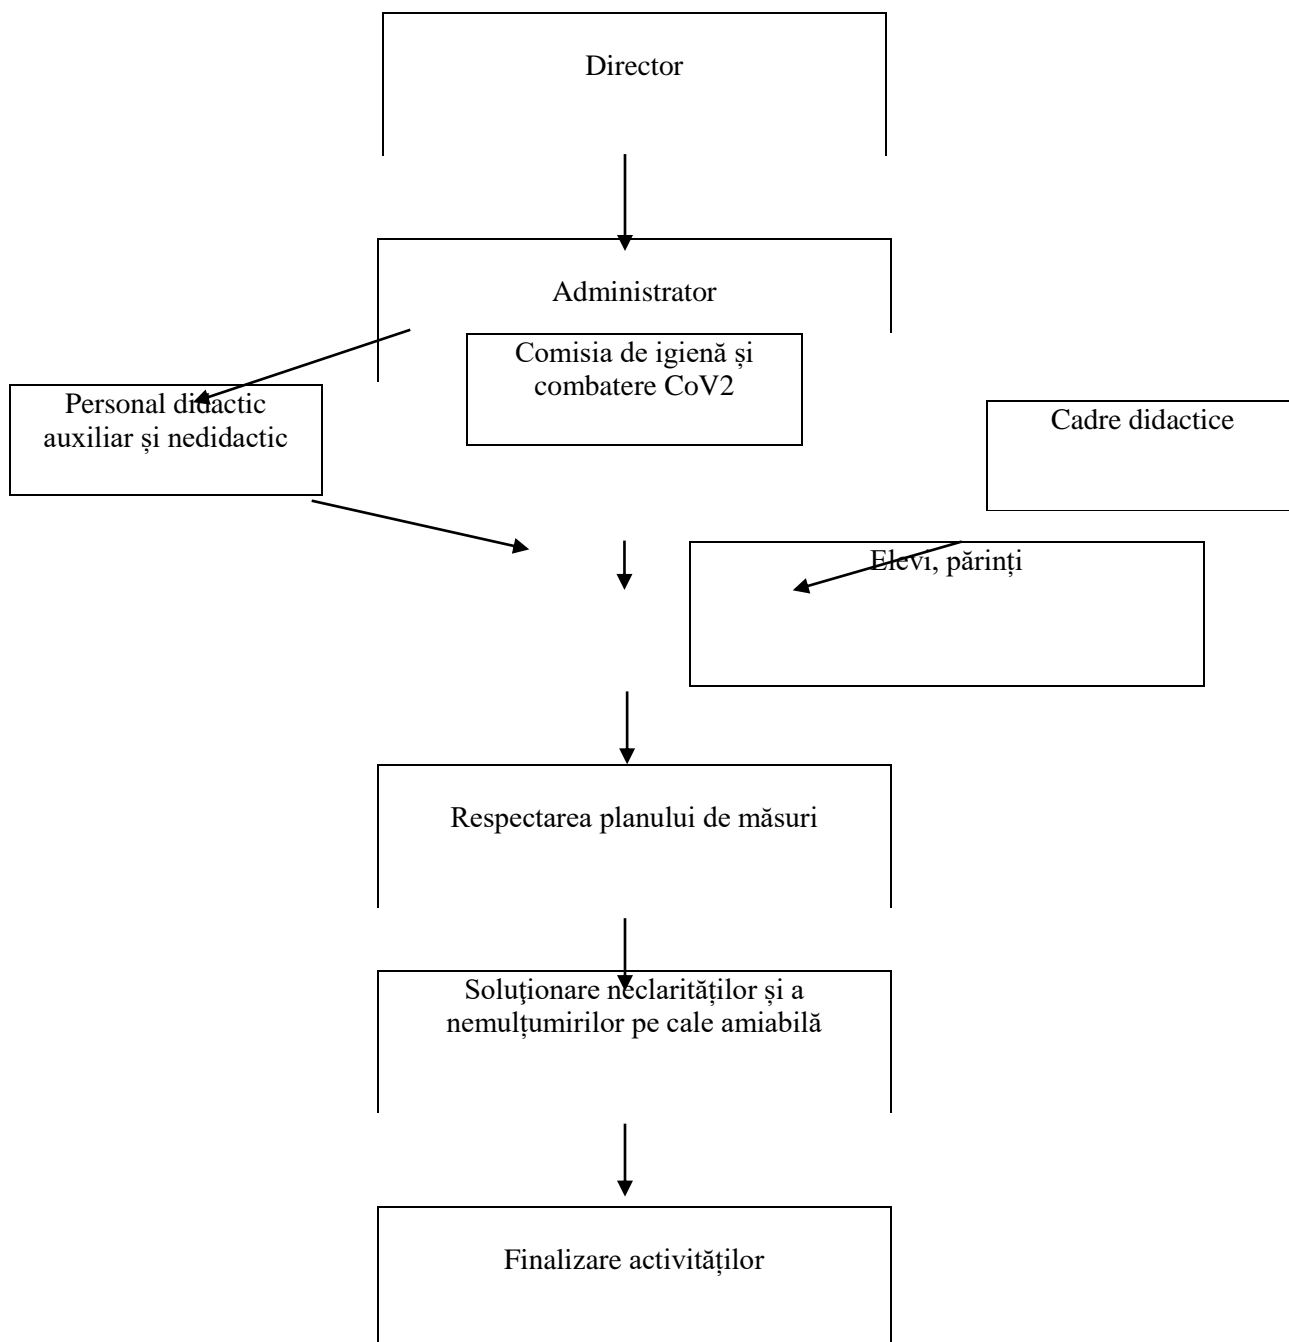 Director
Administrator
Comisia de igienă și
combatere CoV2
Personal didactic
auxiliar și nedidactic
Cadre didactice
Elevi, părinți
Respectarea planului de măsuri
Soluţionare neclarităților și a
nemulțumirilor pe cale amiabilă
Finalizare activităților